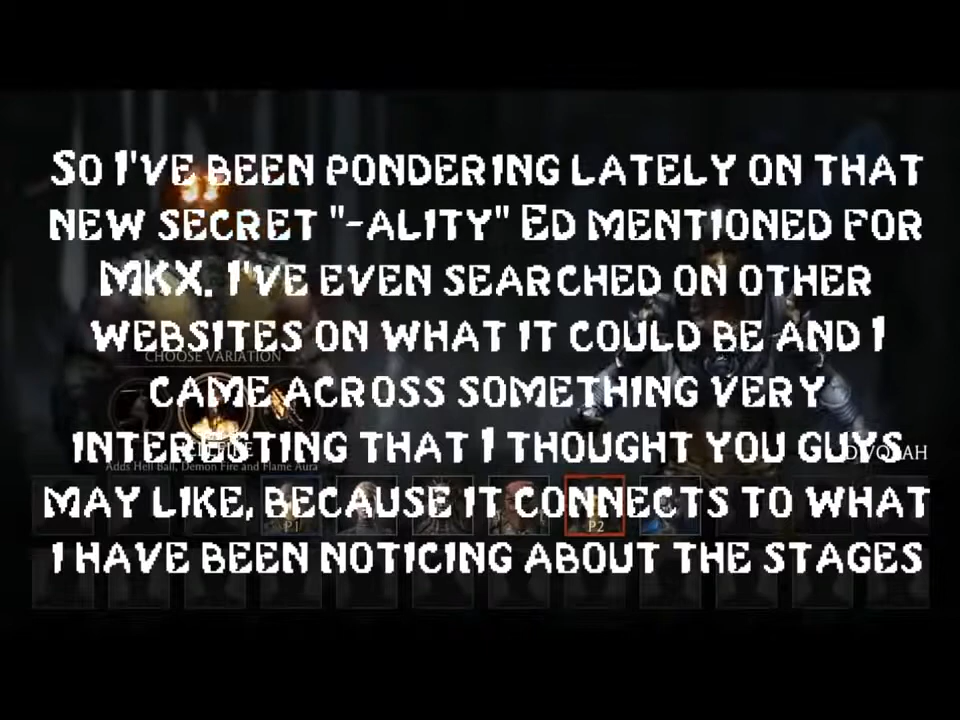 So I've been pondering lately on that
new secret "-ality" Ed mentioned for
MKX. I've even searched on other
websites on what it could be and I
CHOOSE VARIATION
came across something very
interesting that I thought you guys
Adds Hell Ball, Demon Fire and Flame Aura
may like, because it connects to what
P1
P2
I have been noticing about the stages